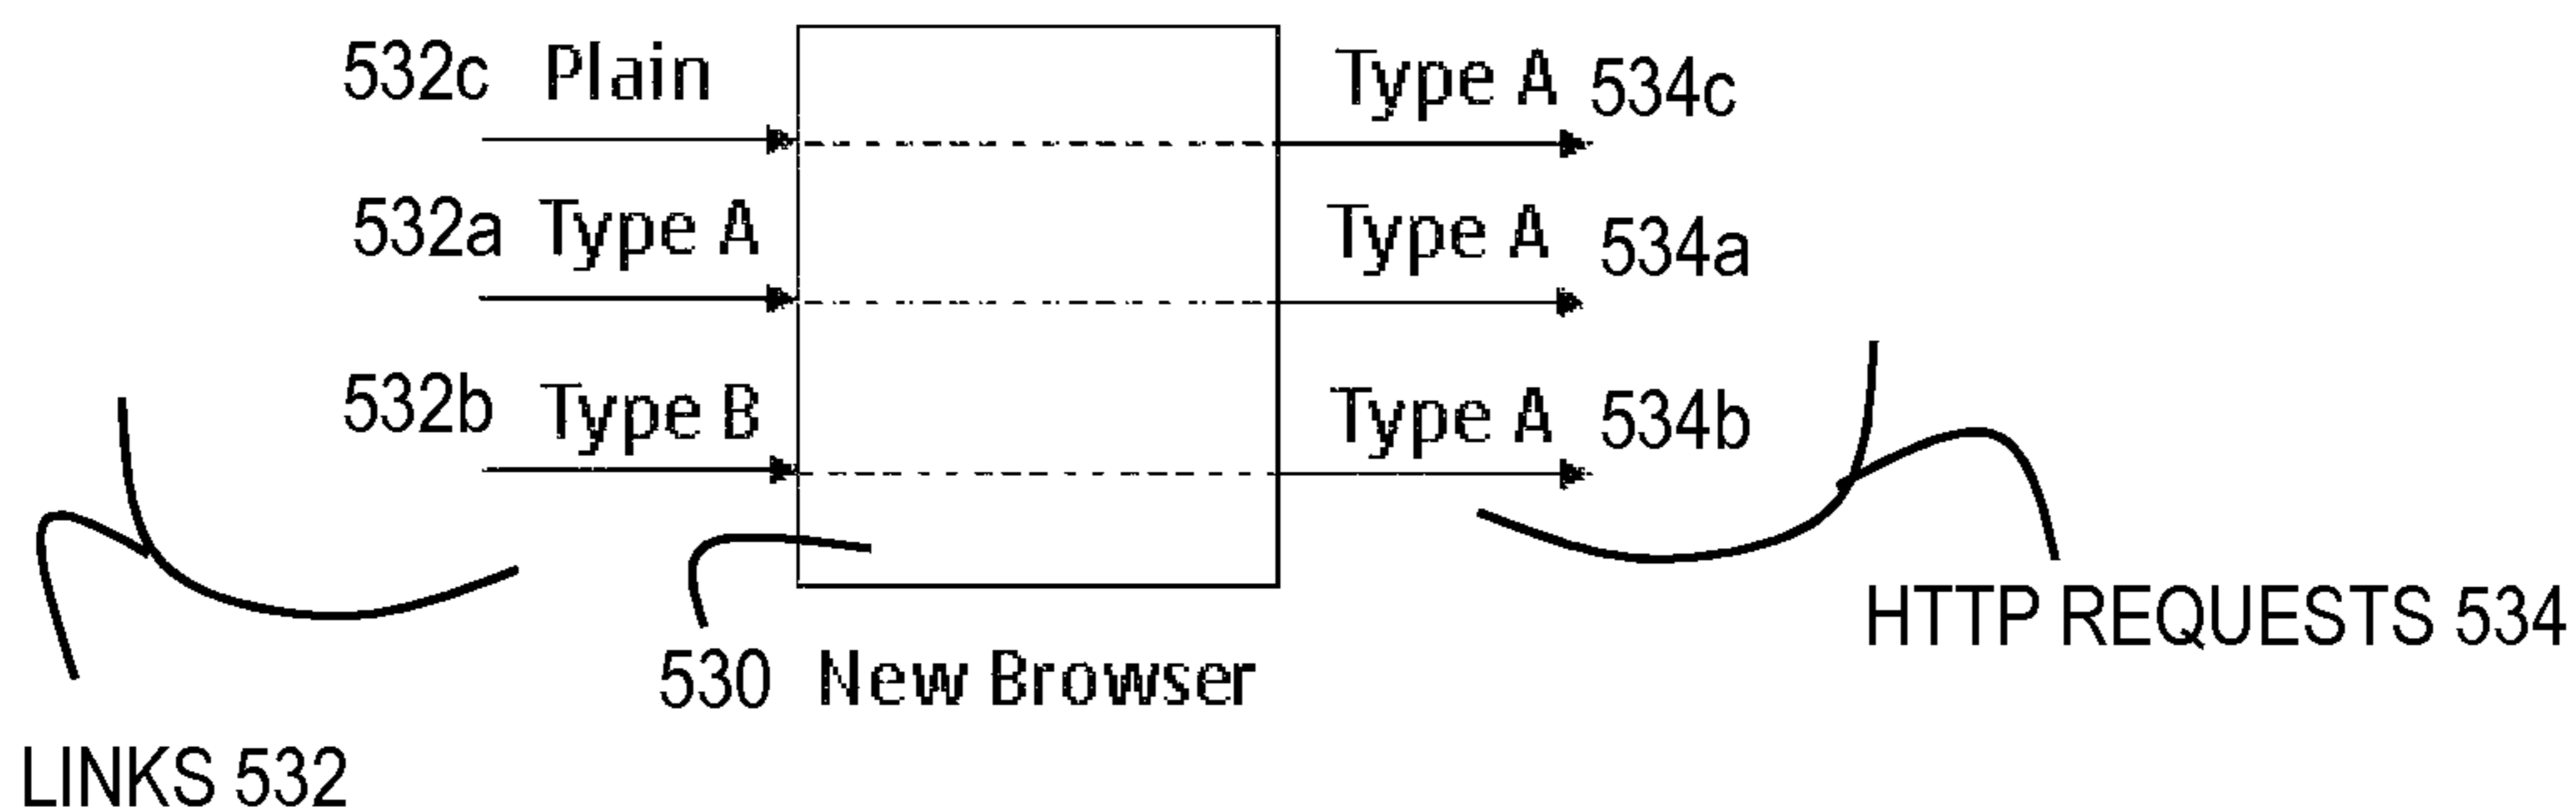 532c Plain Type A 534c
532a Type A Type A 534a
532b Type B Type A 534b
HTTP REQUESTS 534
530 New Browser
LINKS 532